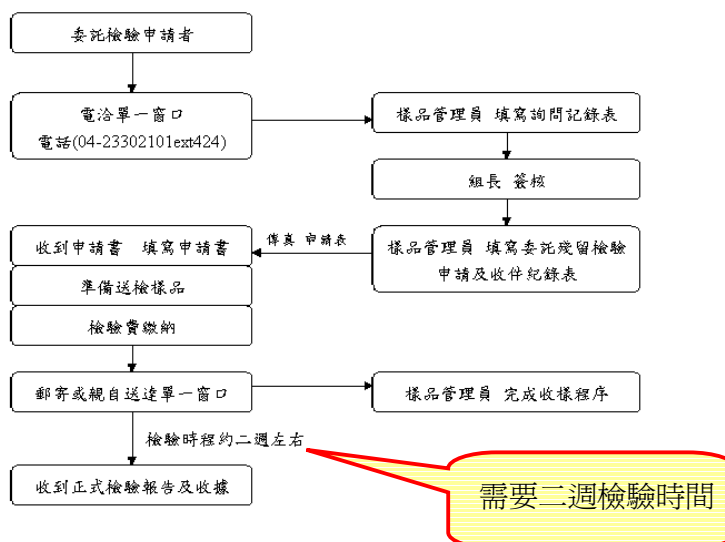 委託檢驗申請者
電洽單一窗口
電話(04-23302101ext424)
樣品管理員 填寫詢問記錄表
組長 簽核
收到申請書 填寫申請書
傳真 申請表
樣品管理員 填寫委託殘留檢驗
申請及收件紀錄表
準備送檢樣品
檢驗費繳納
郵寄或親自送達單一窗口
樣品管理員 完成收樣程序
檢驗時程約二週左右
收到正式檢驗報告及收據
需要二週檢驗時間